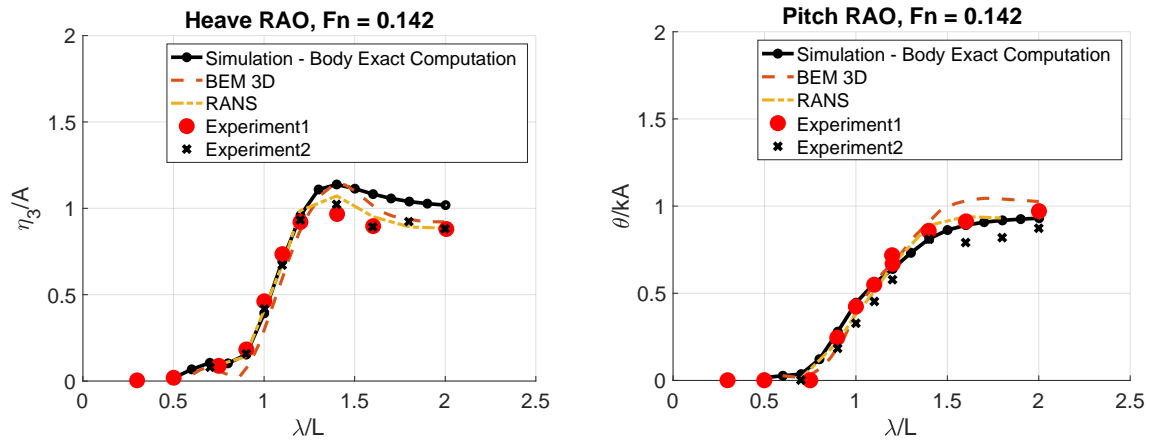 Heave RAO, Fn = 0.142
2
1.5
1
0.5
0
η₃/A
Simulation - Body Exact Computation
BEM 3D
RANS
Experiment1
Experiment2
0
0.5
1
1.5
2
2.5
λ/L
Pitch RAO, Fn = 0.142
2
1.5
1
0.5
0
θ/kA
Simulation - Body Exact Computation
BEM 3D
RANS
Experiment1
Experiment2
0
0.5
1
1.5
2
2.5
λ/L